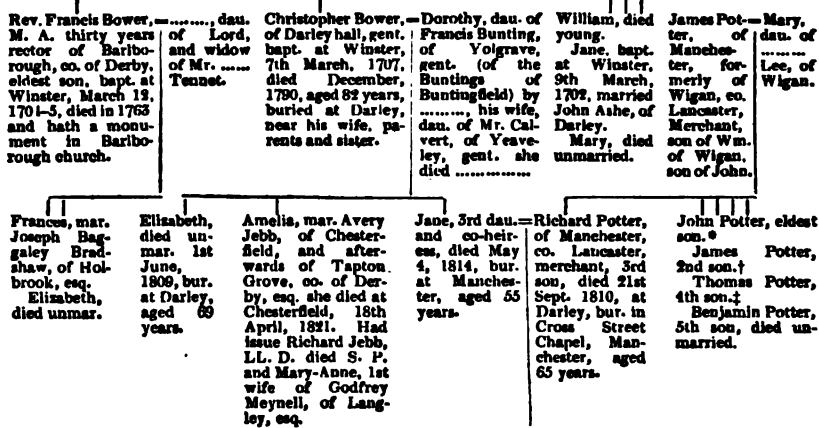 Rev. Francis Bower,=
M. A. thirty years
rector of Barlbo-
rough, co. of Derby,
eldest son, bapt. at
Winster, March 12,
1704-5, died in 1763
and hath a monu-
ment in Barlbo-
rough church.
........, dau.
of Lord,
and widow
of Mr. ......
Tennet.
Christopher Bower,=
of Darley hall, gent.
bapt. at Winster,
7th March, 1707,
died December,
1790, aged 82 years,
buried at Darley,
near his wife, pa-
rents and sister.
Dorothy, dau. of
Francis Bunting,
of Yolgrave,
gent. (of the
Buntings of
Buntingfield) by
.........., his wife,
dau. of Mr. Cal-
vert, of Yeave-
ley, gent. she
died ...............
William, died
young.
Jane, bapt.
at Winster,
9th March,
1702, married
John Ashe, of
Darley.
Mary, died
unmarried.
James Pot-=
ter, of
Manches-
ter, for-
merly of
Wigan, co.
Lancaster,
Merchant,
son of Wm.
of Wigan,
son of John.
Mary,
dau. of
.........
Lee, of
Wigan.
Frances, mar.
Joseph Bag-
galey Brad-
shaw, of Hol-
brook, esq.
Elizabeth,
died unmar.
Elisabeth,
died un-
mar. 1st
June,
1809, bur.
at Darley,
aged 69
years.
Amelia, mar. Avery
Jebb, of Chester-
field, and after-
wards of Tapton
Grove, co. of Der-
by, esq. she died at
Chesterfield, 18th
April, 1821. Had
issue Richard Jebb,
LL. D. died S. P.
and Mary-Anne, 1st
wife of Godfrey
Meynell, of Lang-
ley, esq.
Jane, 3rd dau.=
and co-heir-
ess, died May
4, 1814, bur.
at Manches-
ter, aged 55
years.
Richard Potter,
of Manchester,
co. Lancaster,
merchant, 3rd
son, died 21st
Sept. 1810, at
Darley, bur. in
Cross Street
Chapel, Man-
chester, aged
65 years.
John Potter, eldest
son.*
James Potter,
2nd son.†
Thomas Potter,
4th son.‡
Benjamin Potter,
5th son, died un-
married.